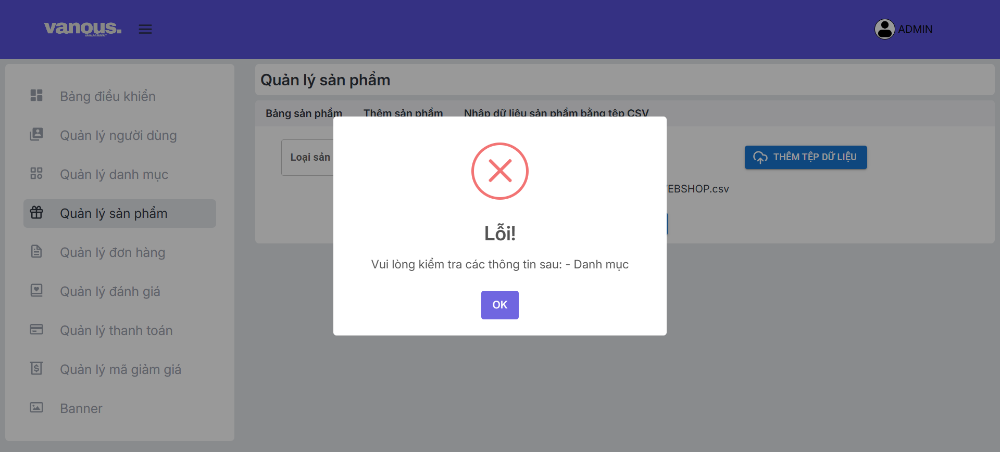 vanous.
MANAGEMENT
ADMIN
Bảng điều khiển
Quản lý người dùng
Quản lý danh mục
Quản lý sản phẩm
Quản lý đơn hàng
Quản lý đánh giá
Quản lý thanh toán
Quản lý mã giảm giá
Banner
Quản lý sản phẩm
Bảng sản phẩm
Thêm sản phẩm
Nhập dữ liệu sản phẩm bằng tệp CSV
Loại sản
THÊM TỆP DỮ LIỆU
EBSHOP.csv
Lỗi!
Vui lòng kiểm tra các thông tin sau: - Danh mục
OK